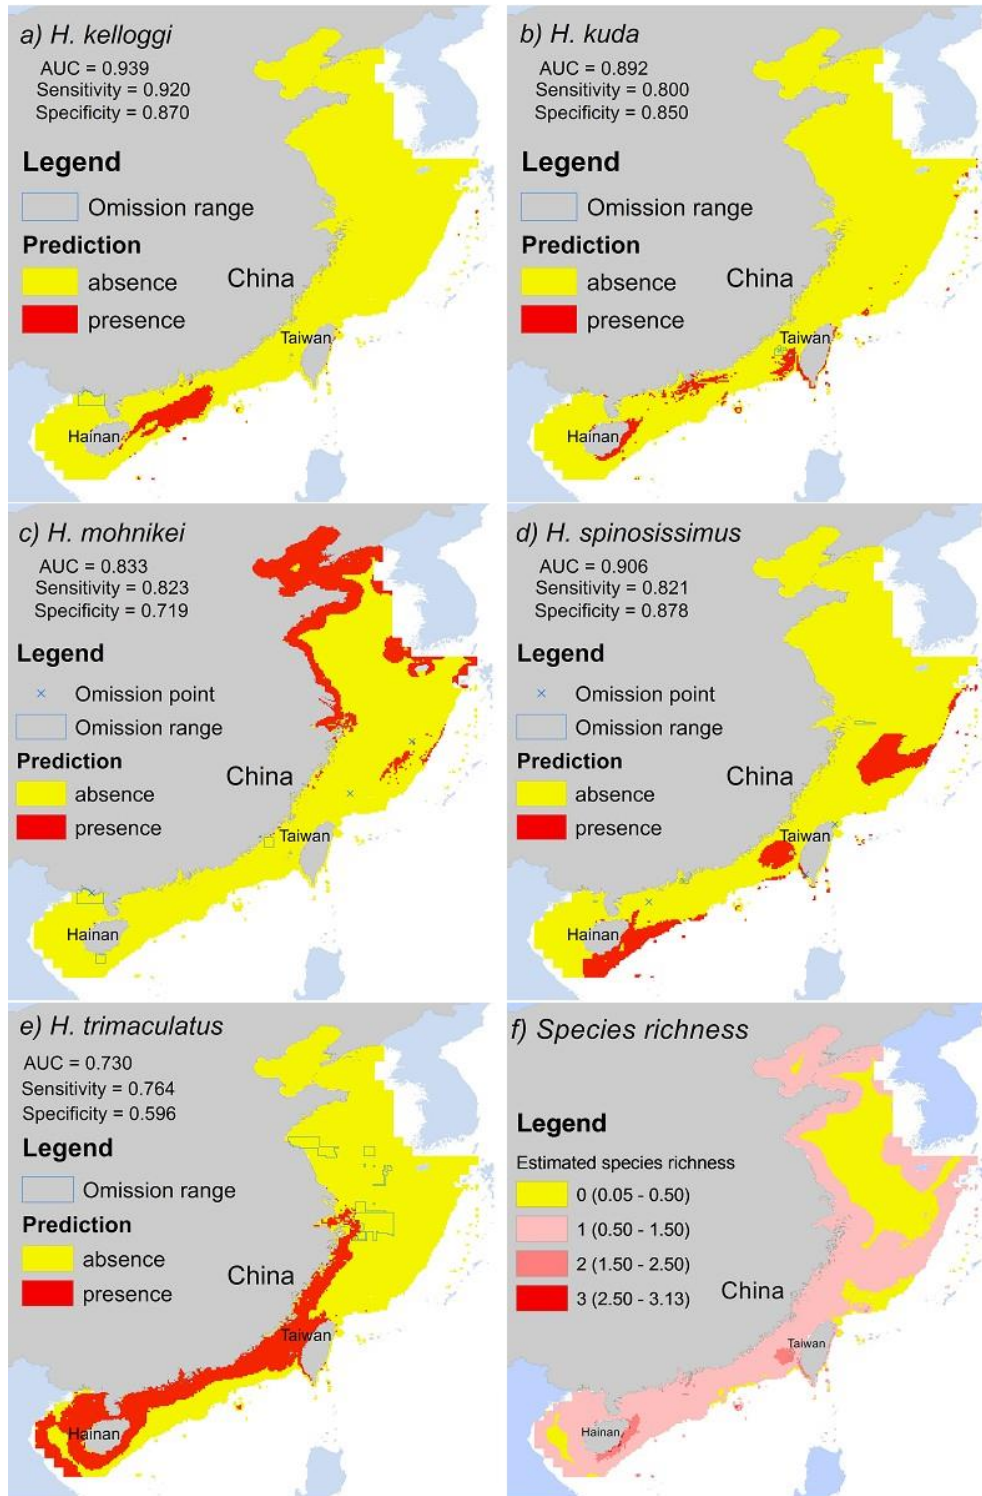 a) H. kelloggi
AUC = 0.939
Sensitivity = 0.920
Specificity = 0.870
Legend
Omission range
Prediction
absence
presence
China
Taiwan
Hainan
b) H. kuda
AUC = 0.892
Sensitivity = 0.800
Specificity = 0.850
Legend
Omission range
Prediction
absence
presence
China
Taiwan
Hainan
c) H. mohnikei
AUC = 0.833
Sensitivity = 0.823
Specificity = 0.719
Legend
Omission point
Omission range
Prediction
absence
presence
China
Taiwan
Hainan
d) H. spinosissimus
AUC = 0.906
Sensitivity = 0.821
Specificity = 0.878
Legend
Omission point
Omission range
Prediction
absence
presence
China
Taiwan
Hainan
e) H. trimaculatus
AUC = 0.730
Sensitivity = 0.764
Specificity = 0.596
Legend
Omission range
Prediction
absence
presence
China
Taiwan
Hainan
f) Species richness
Legend
Estimated species richness
0 (0.05 - 0.50)
1 (0.50 - 1.50)
2 (1.50 - 2.50)
3 (2.50 - 3.13)
China
Taiwan
Hainan